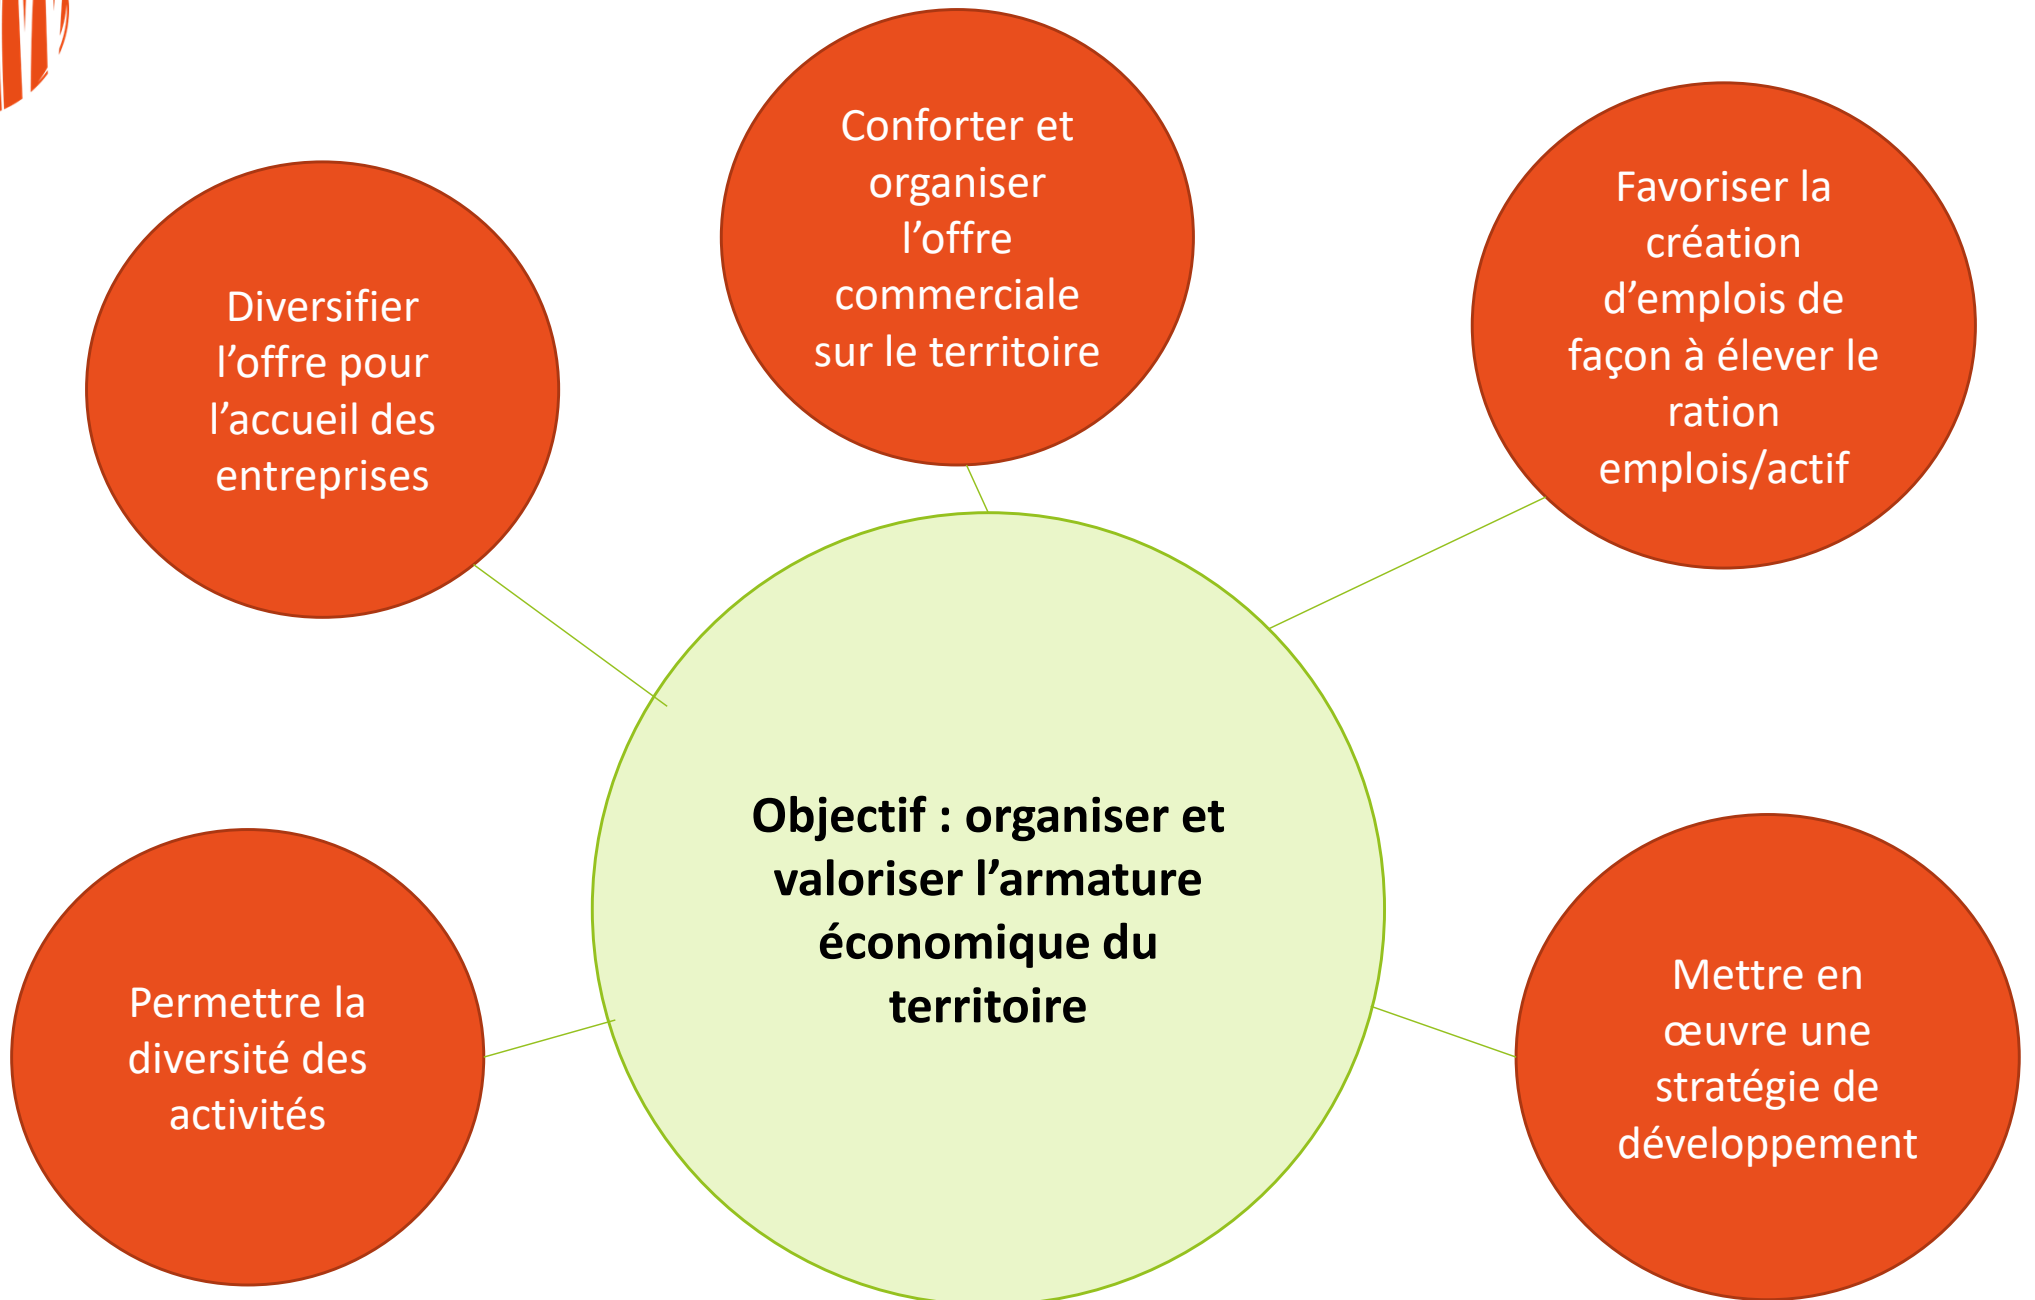 Conforter et
organiser
l’offre
commerciale
sur le territoire
Favoriser la
création
d’emplois de
façon à élever le
ration
emplois/actif
Diversifier
l’offre pour
l’accueil des
entreprises
Objectif : organiser et
valoriser l’armature
économique du
territoire
Permettre la
diversité des
activités
Mettre en
œuvre une
stratégie de
développement